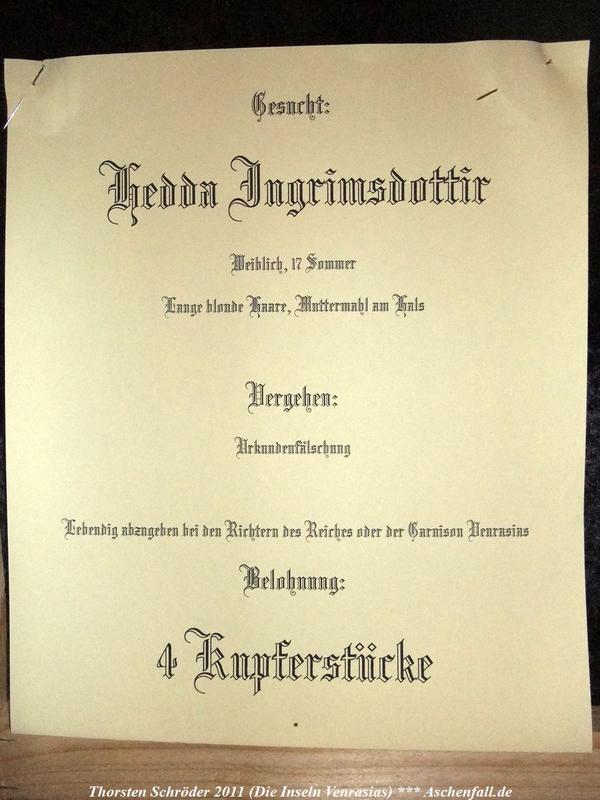 Gesucht:
Hedda Ingrimsdottir
Weiblich, 17 Sommer
Lange blonde Haare, Muttermahl am Hals
Vergehen:
Urkundenfälschung
Lebendig abzugeben bei den Richtern des Reiches oder der Garnison Venrasias
Belohnung:
4 Kupferstücke
Thorsten Schröder 2011 (Die Inseln Venrasias) *** Aschenfall.de